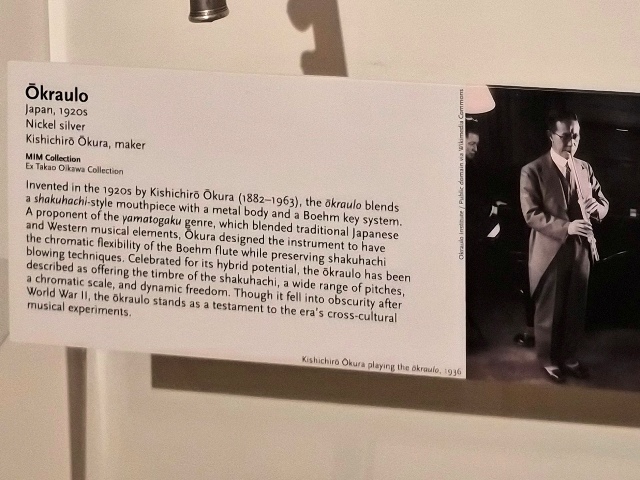 Ōkraulo
Japan, 1920s
Nickel silver
Kishichirō Ōkura, maker
MIM Collection
Ex Takao Oikawa Collection
Invented in the 1920s by Kishichirō Ōkura (1882–1963), the ōkraulo blends
a shakuhachi-style mouthpiece with a metal body and a Boehm key system.
A proponent of the yamatogaku genre, which blended traditional Japanese
and Western musical elements, Ōkura designed the instrument to have
the chromatic flexibility of the Boehm flute while preserving shakuhachi
blowing techniques. Celebrated for its hybrid potential, the ōkraulo has been
described as offering the timbre of the shakuhachi, a wide range of pitches,
a chromatic scale, and dynamic freedom. Though it fell into obscurity after
World War II, the ōkraulo stands as a testament to the era's cross-cultural
musical experiments.
Kishichirō Ōkura playing the ōkraulo, 1936
Okraulo Institute / Public domain via Wikimedia Commons